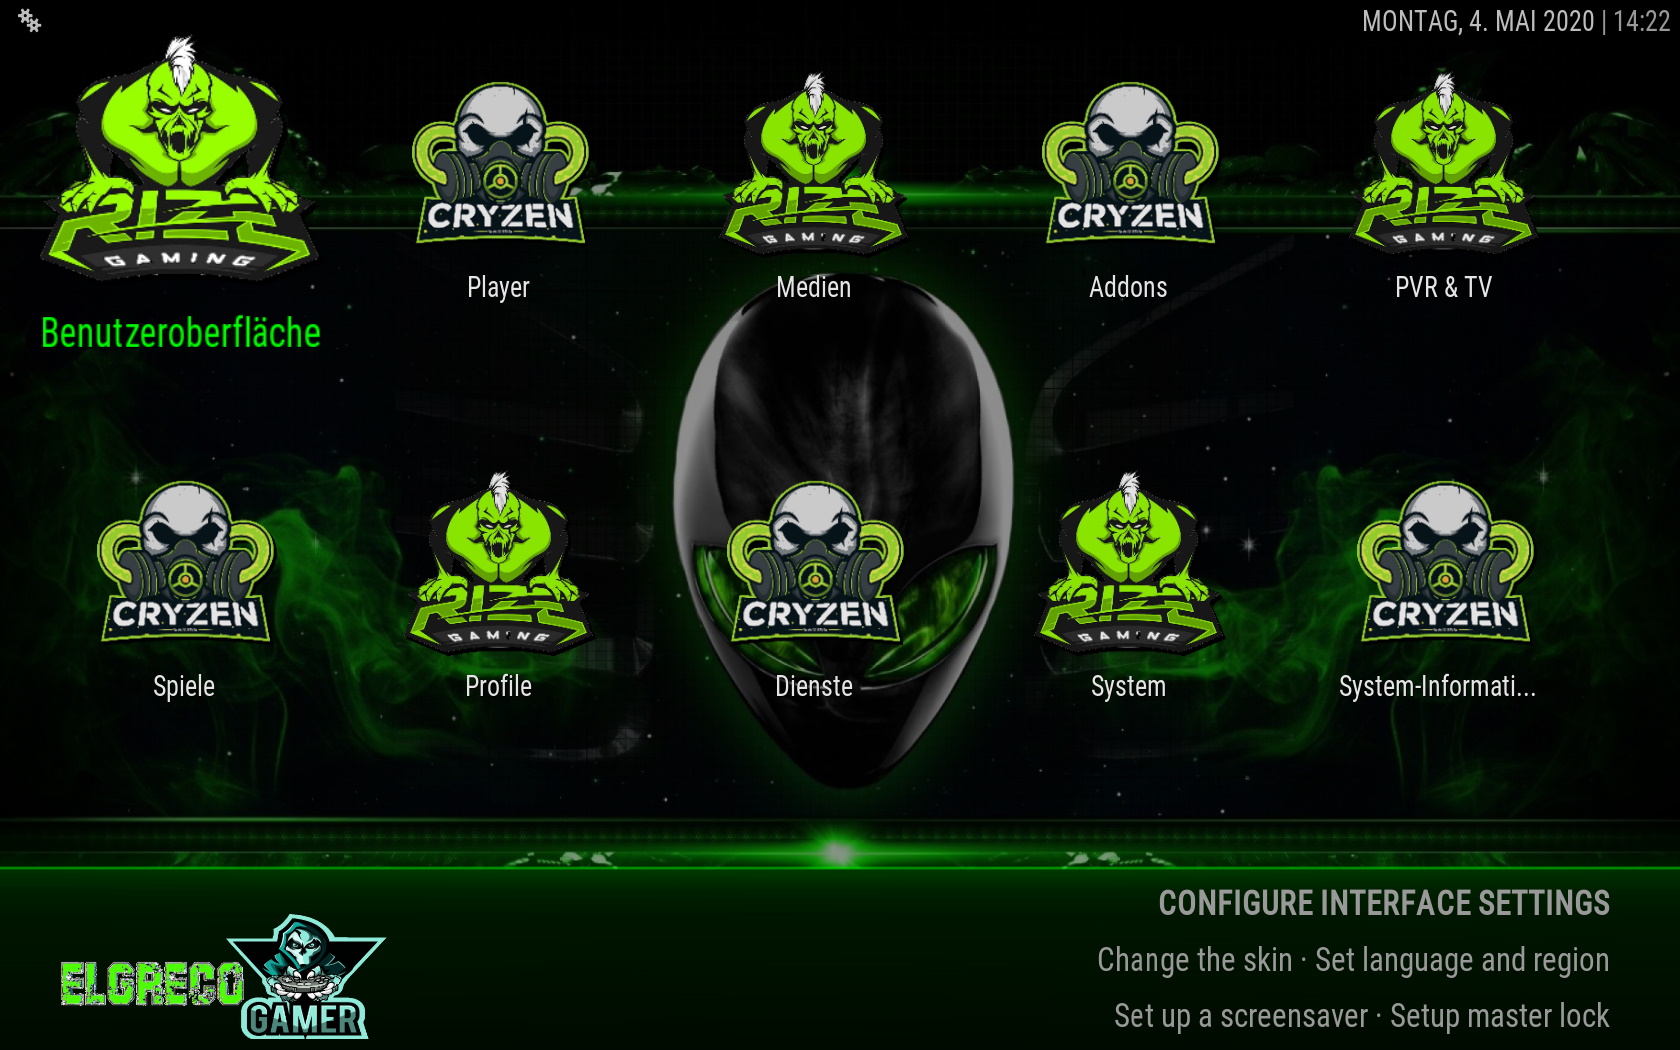 MONTAG, 4. MAI 2020 | 14:22
RIZE
GAMING
Benutzeroberfläche
CRYZEN
Player
RIZE
GAMING
Medien
CRYZEN
Addons
RIZE
GAMING
PVR & TV
CRYZEN
Spiele
RIZE
GAMING
Profile
CRYZEN
Dienste
RIZE
GAMING
System
CRYZEN
System-Informati...
ELGRECO
GAMER
CONFIGURE INTERFACE SETTINGS
Change the skin · Set language and region
Set up a screensaver · Setup master lock